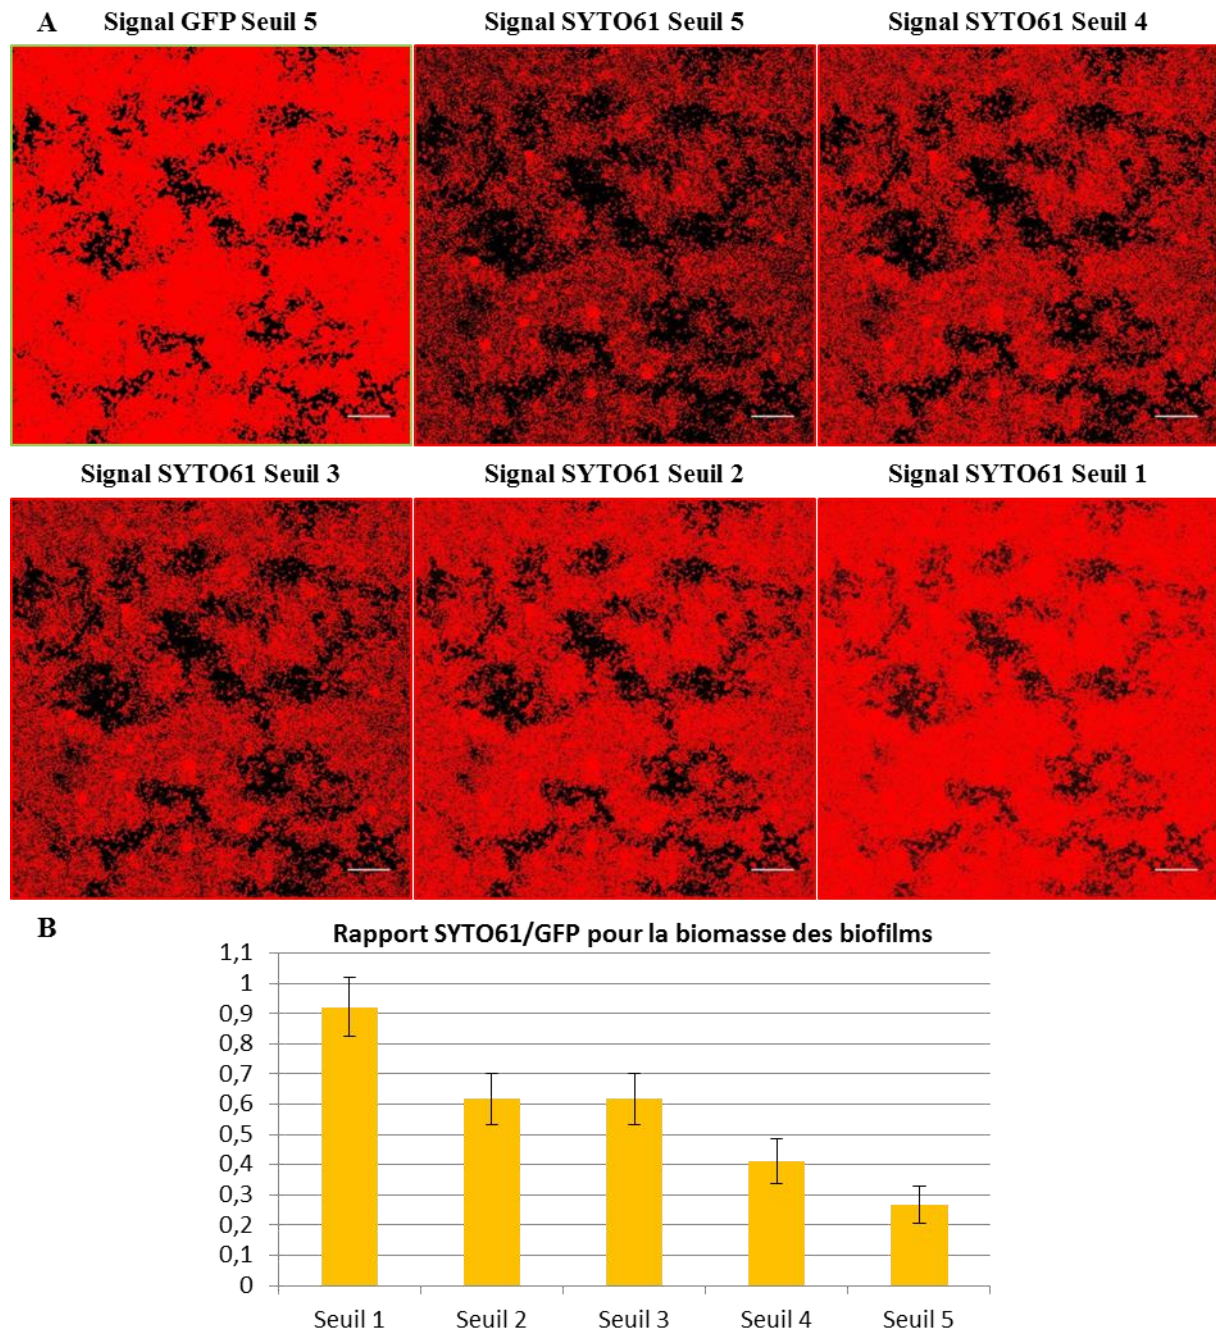 A
Signal GFP Seuil 5
Signal SYTO61 Seuil 5
Signal SYTO61 Seuil 4
Signal SYTO61 Seuil 3
Signal SYTO61 Seuil 2
Signal SYTO61 Seuil 1
B
Rapport SYTO61/GFP pour la biomasse des biofilms
1,1
1
0,9
0,8
0,7
0,6
0,5
0,4
0,3
0,2
0,1
0
Seuil 1
Seuil 2
Seuil 3
Seuil 4
Seuil 5